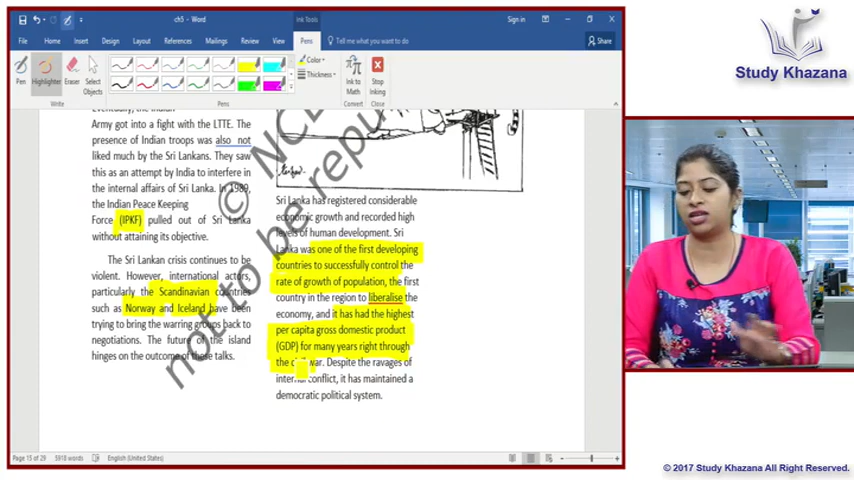 ch5 - Word
Ink Tools
Sign in
File Home Insert Design Layout References Mailings Review View Pens Tell me what you want to do
Share
Pen
Highlighter
Eraser
Select Objects
Color
Thickness
Ink to Math
Stop Inking
Write
Pens
Convert
Close
Study Khazana
Eventually, the Indian
Army got into a fight with the LTTE. The
presence of Indian troops was also not
liked much by the Sri Lankans. They saw
this as an attempt by India to interfere in
the internal affairs of Sri Lanka. In 1989,
the Indian Peace Keeping
Force (IPKF) pulled out of Sri Lanka
without attaining its objective.
The Sri Lankan crisis continues to be
violent. However, international actors,
particularly the Scandinavian countries
such as Norway and Iceland have been
trying to bring the warring groups back to
negotiations. The future of the island
hinges on the outcome of these talks.
Sri Lanka has registered considerable
economic growth and recorded high
levels of human development. Sri
Lanka was one of the first developing
countries to successfully control the
rate of growth of population, the first
country in the region to liberalise the
economy, and it has had the highest
per capita gross domestic product
(GDP) for many years right through
the civil war. Despite the ravages of
internal conflict, it has maintained a
democratic political system.
not to be repu
Page 15 of 29 5918 words English (United States)
© 2017 Study Khazana All Right Reserved.